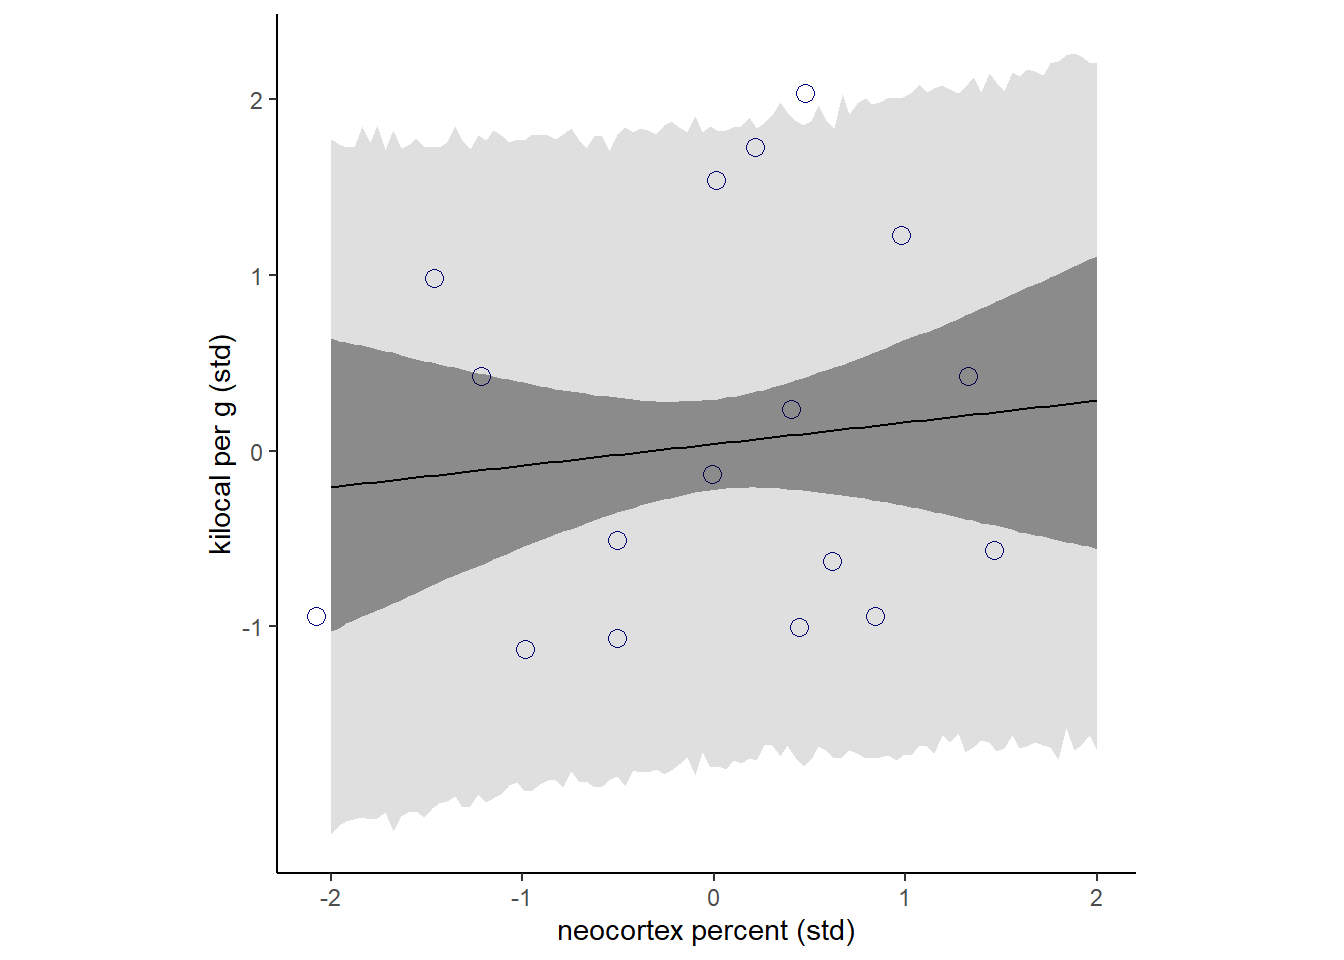 2
1
0
-1
kilocal per g (std)
-2 -1 0 1 2
neocortex percent (std)